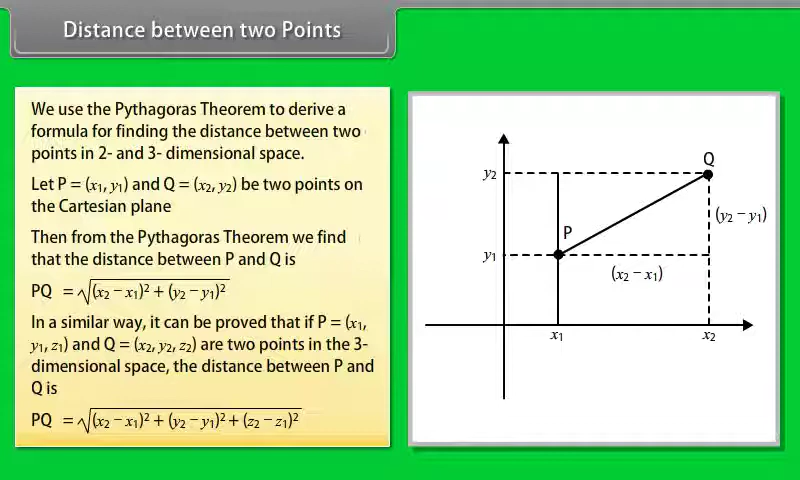 Distance between two Points
We use the Pythagoras Theorem to derive a
formula for finding the distance between two
points in 2- and 3- dimensional space.
Let P = (x₁, y₁) and Q = (x₂, y₂) be two points on
the Cartesian plane
Then from the Pythagoras Theorem we find
that the distance between P and Q is
PQ = √(x₂ – x₁)² + (y₂ – y₁)²
In a similar way, it can be proved that if P = (x₁,
y₁, z₁) and Q = (x₂, y₂, z₂) are two points in the 3-
dimensional space, the distance between P and
Q is
PQ = √(x₂ – x₁)² + (y₂ – y₁)² + (z₂ – z₁)²
Q
y₂
(y₂ – y₁)
P
y₁
(x₂ – x₁)
x₁
x₂